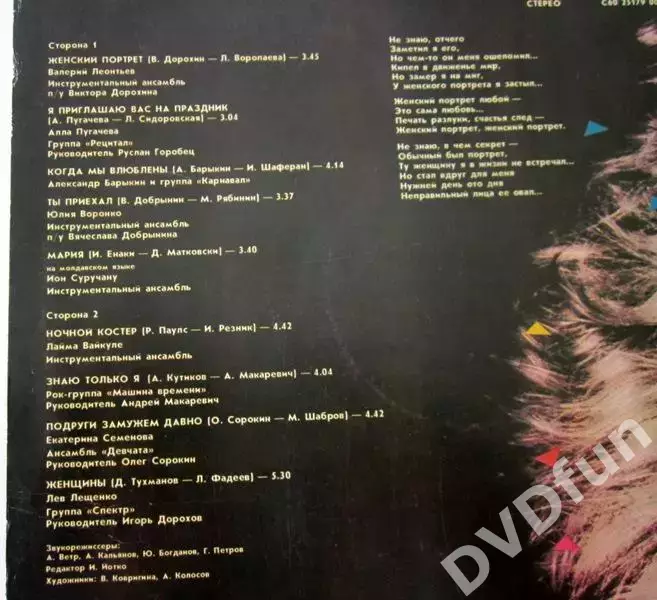 СТЕРЕО С60 25179 00
Сторона 1
ЖЕНСКИЙ ПОРТРЕТ (В. Дорохин — Л. Воропаева) — 3.45
Валерий Леонтьев
Инструментальный ансамбль
п/у Виктора Дорохина
Я ПРИГЛАШАЮ ВАС НА ПРАЗДНИК
[А. Пугачева — Л. Сидоровская] — 3.04
Алла Пугачева
Группа «Рецитал»
Руководитель Руслан Горобец
КОГДА МЫ ВЛЮБЛЕНЫ (А. Барыкин — И. Шаферан) — 4.14
Александр Барыкин и группа «Карнавал»
ТЫ ПРИЕХАЛ [В. Добрынин — М. Рябинин] — 3.37
Юлия Воронко
Инструментальный ансамбль
п/у Вячеслава Добрынина
МАРИЯ [И. Енаки — Д. Матковски] — 3.40
на молдавском языке
Ион Суручану
Инструментальный ансамбль
Сторона 2
НОЧНОЙ КОСТЕР (Р. Паулс — И. Резник) — 4.42
Лайма Вайкуле
Инструментальный ансамбль
ЗНАЮ ТОЛЬКО Я [А. Кутиков — А. Макаревич] — 4.04
Рок-группа «Машина времени»
Руководитель Андрей Макаревич
ПОДРУГИ ЗАМУЖЕМ ДАВНО (О. Сорокин — М. Шабров) — 4.42
Екатерина Семенова
Ансамбль «Девчата»
Руководитель Олег Сорокин
ЖЕНЩИНЫ (Д. Тухманов — Л. Фадеев) — 5.30
Лев Лещенко
Группа «Спектр»
Руководитель Игорь Дорохов
Звукорежиссеры:
А. Ветр, А. Кальянов, Ю. Богданов, Г. Петров
Редактор И. Йотко
Художники: В. Ковригина, А. Колосов
Не знаю, отчего
Заметил я его,
Но чем-то он меня ошеломил...
Кипел в движенье мир,
Но замер я на миг,
У женского портрета я застыл...
Женский портрет любой —
Это сама любовь...
Печать разлуки, счастья след —
Женский портрет, женский портрет.
Не знаю, в чем секрет —
Обычный был портрет,
Ту женщину я в жизни не встречал...
Но стал вдруг для меня
Нужней день ото дня
Неправильный лица ее овал...
DVDfun